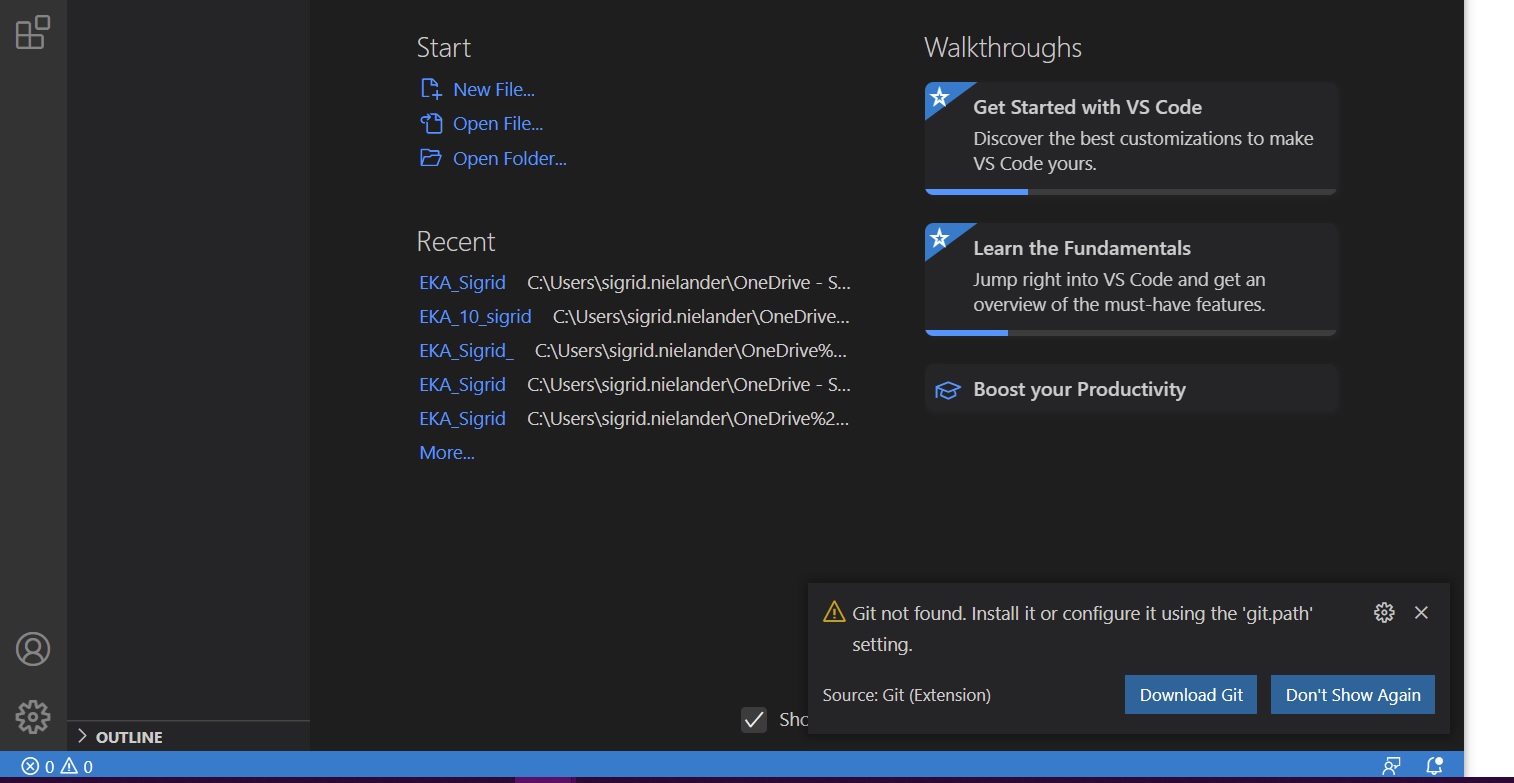 Start
New File...
Open File...
Open Folder...
Recent
EKA_Sigrid C:\Users\sigrid.nielander\OneDrive - S...
EKA_10_sigrid C:\Users\sigrid.nielander\OneDrive...
EKA_Sigrid_ C:\Users\sigrid.nielander\OneDrive%...
EKA_Sigrid C:\Users\sigrid.nielander\OneDrive - S...
EKA_Sigrid C:\Users\sigrid.nielander\OneDrive%2...
More...
Walkthroughs
Get Started with VS Code
Discover the best customizations to make
VS Code yours.
Learn the Fundamentals
Jump right into VS Code and get an
overview of the must-have features.
Boost your Productivity
Git not found. Install it or configure it using the 'git.path'
setting.
Source: Git (Extension)
Download Git
Don't Show Again
Sho
OUTLINE
0 0